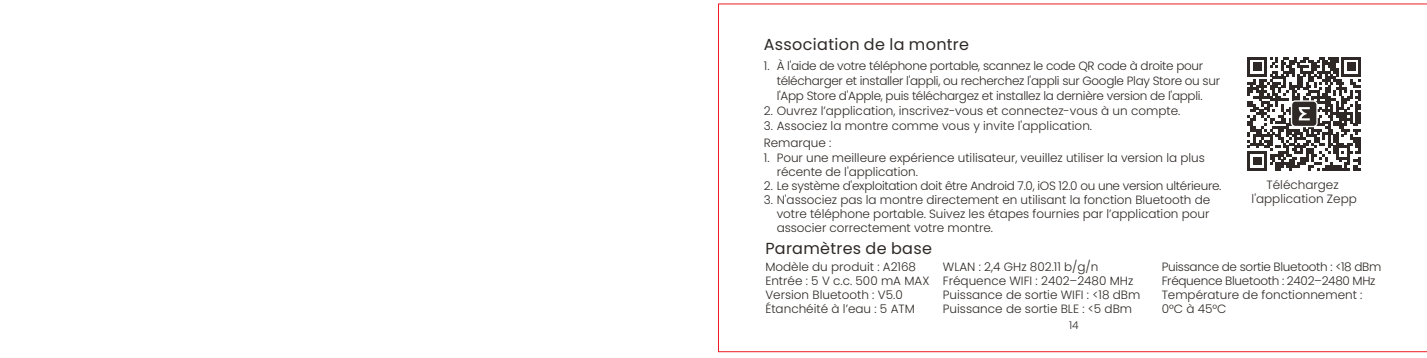 Association de la montre
1. À l'aide de votre téléphone portable, scannez le code QR code à droite pour
télécharger et installer l'appli, ou recherchez l'appli sur Google Play Store ou sur
l'App Store d'Apple, puis téléchargez et installez la dernière version de l'appli.
2. Ouvrez l’application, inscrivez-vous et connectez-vous à un compte.
3. Associez la montre comme vous y invite l'application.
Remarque :
1. Pour une meilleure expérience utilisateur, veuillez utiliser la version la plus
récente de l'application.
2. Le système d'exploitation doit être Android 7.0, iOS 12.0 ou une version ultérieure.
3. N'associez pas la montre directement en utilisant la fonction Bluetooth de
votre téléphone portable. Suivez les étapes fournies par l’application pour
associer correctement votre montre.
Téléchargez
l'application Zepp
Paramètres de base
Modèle du produit : A2168
Entrée : 5 V c.c. 500 mA MAX
Version Bluetooth : V5.0
Étanchéité à l’eau : 5 ATM
WLAN : 2,4 GHz 802.11 b/g/n
Fréquence WIFI : 2402–2480 MHz
Puissance de sortie WIFI : <18 dBm
Puissance de sortie BLE : <5 dBm
Puissance de sortie Bluetooth : <18 dBm
Fréquence Bluetooth : 2402–2480 MHz
Température de fonctionnement :
0°C à 45°C
14